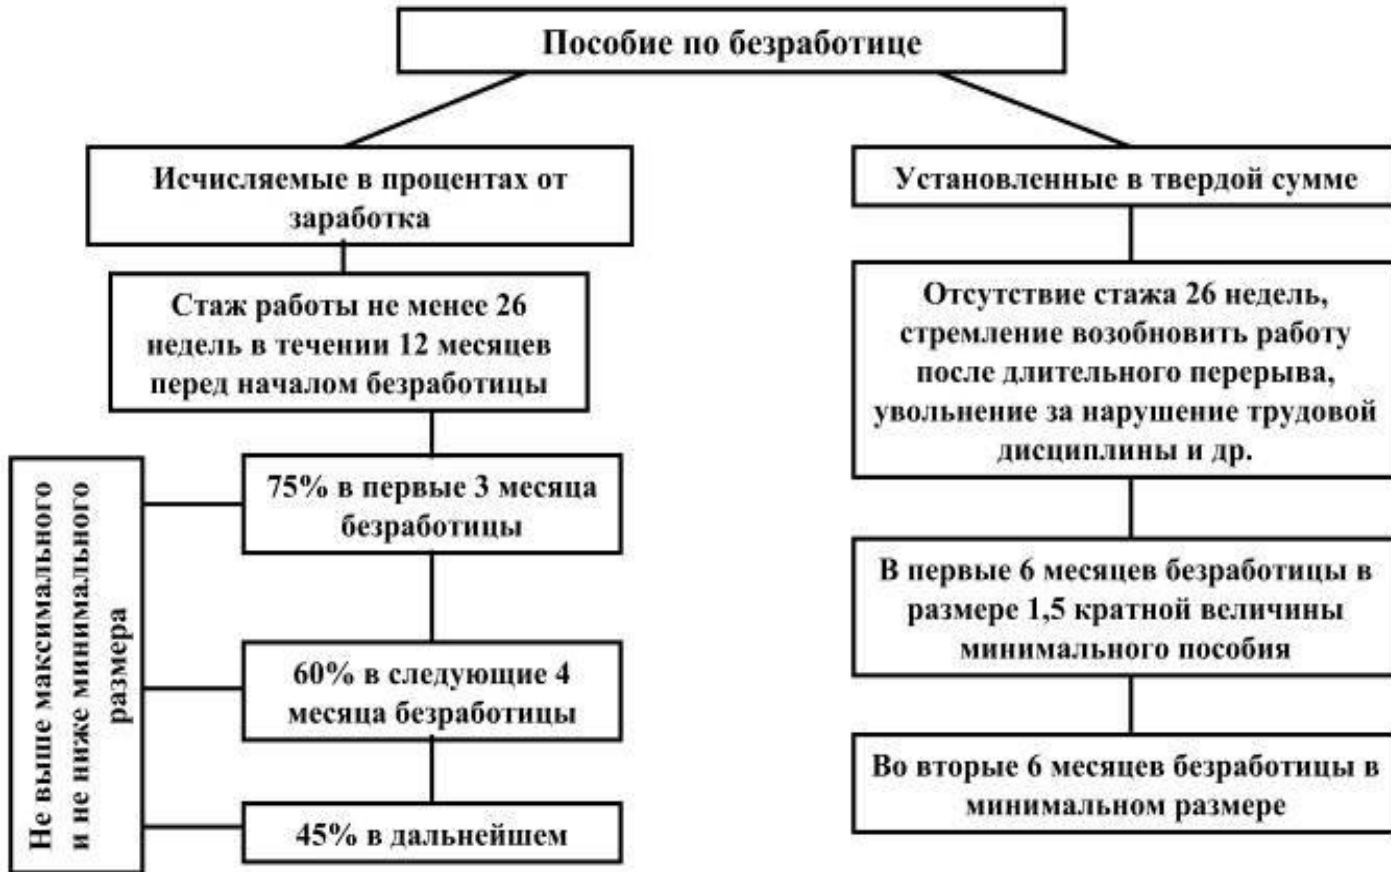 Пособие по безработице
Исчисляемые в процентах от
заработка
Стаж работы не менее 26
недель в течении 12 месяцев
перед началом безработицы
75% в первые 3 месяца
безработицы
60% в следующие 4
месяца безработицы
45% в дальнейшем
Не выше максимального
и не ниже минимального
размера
Установленные в твердой сумме
Отсутствие стажа 26 недель,
стремление возобновить работу
после длительного перерыва,
увольнение за нарушение трудовой
дисциплины и др.
В первые 6 месяцев безработицы в
размере 1,5 кратной величины
минимального пособия
Во вторые 6 месяцев безработицы в
минимальном размере